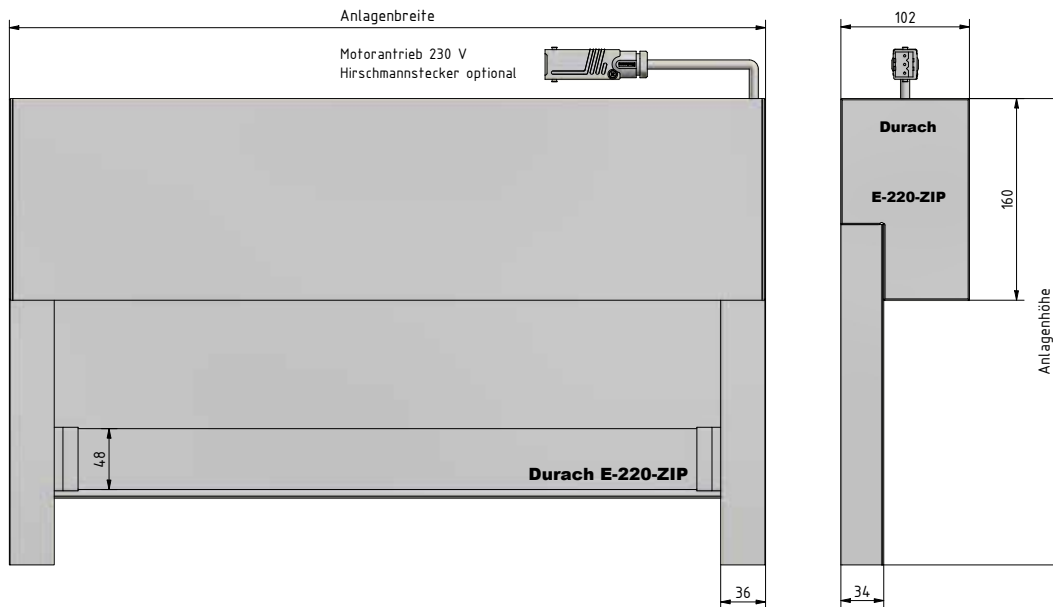 Anlagenbreite
102
Motorantrieb 230 V
Hirschmannstecker optional
Durach
E-220-ZIP
160
Anlagenhöhe
48
Durach E-220-ZIP
36
34